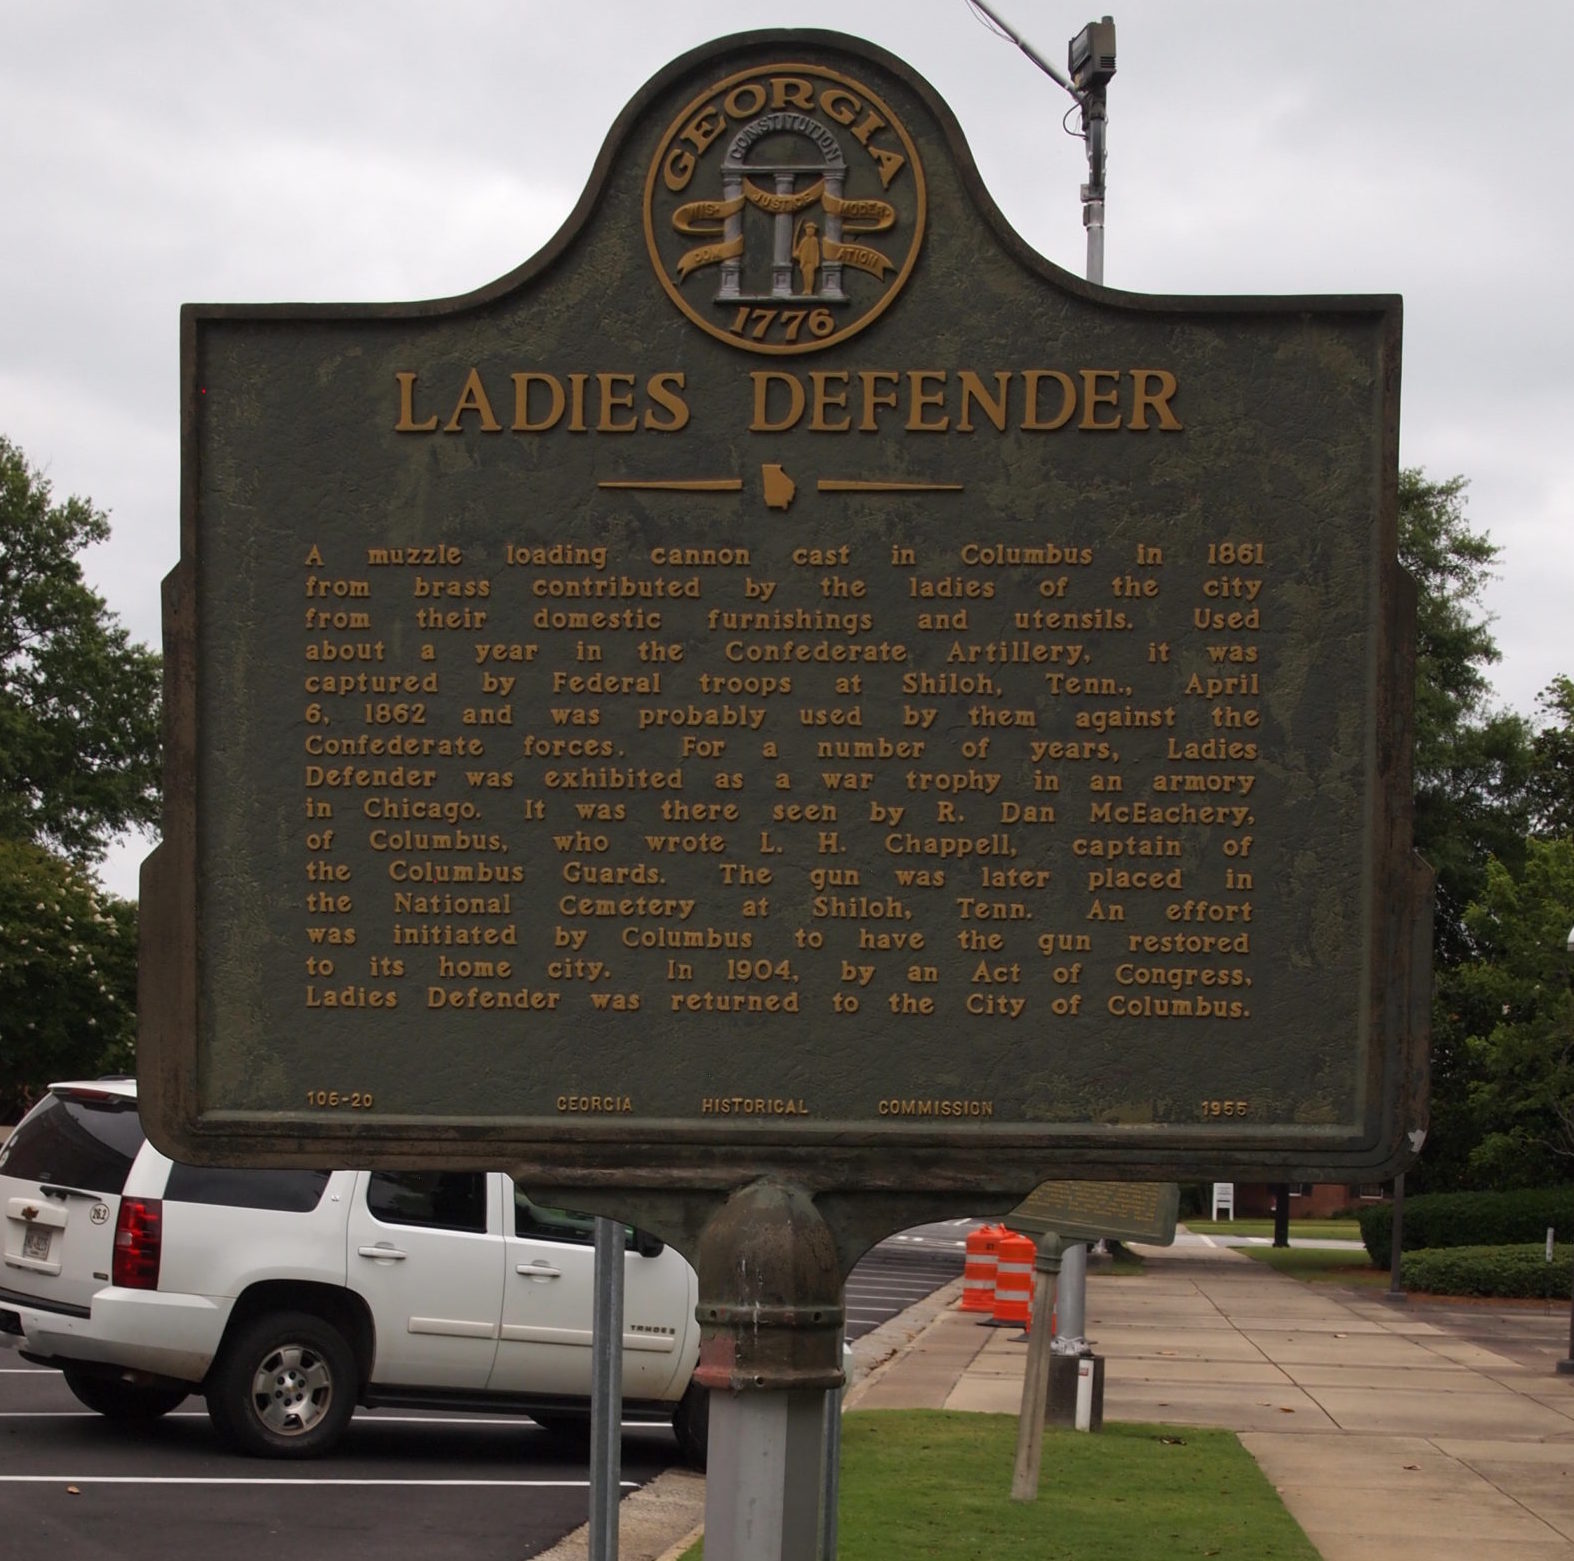 GEORGIA
CONSTITUTION
WIS JUSTICE MODER
DOM ATION
1776
LADIES DEFENDER
A muzzle loading cannon cast in Columbus in 1861
from brass contributed by the ladies of the city
from their domestic furnishings and utensils. Used
about a year in the Confederate Artillery, it was
captured by Federal troops at Shiloh, Tenn., April
6, 1862 and was probably used by them against the
Confederate forces. For a number of years, Ladies
Defender was exhibited as a war trophy in an armory
in Chicago. It was there seen by R. Dan McEachery,
of Columbus, who wrote L. H. Chappell, captain of
the Columbus Guards. The gun was later placed in
the National Cemetery at Shiloh, Tenn. An effort
was initiated by Columbus to have the gun restored
to its home city. In 1904, by an Act of Congress,
Ladies Defender was returned to the City of Columbus.
106-20 GEORGIA HISTORICAL COMMISSION 1955
TAHOE